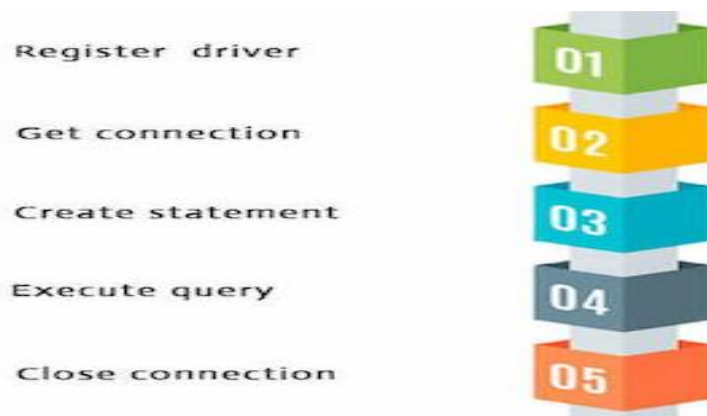 Register driver 01
Get connection 02
Create statement 03
Execute query 04
Close connection 05